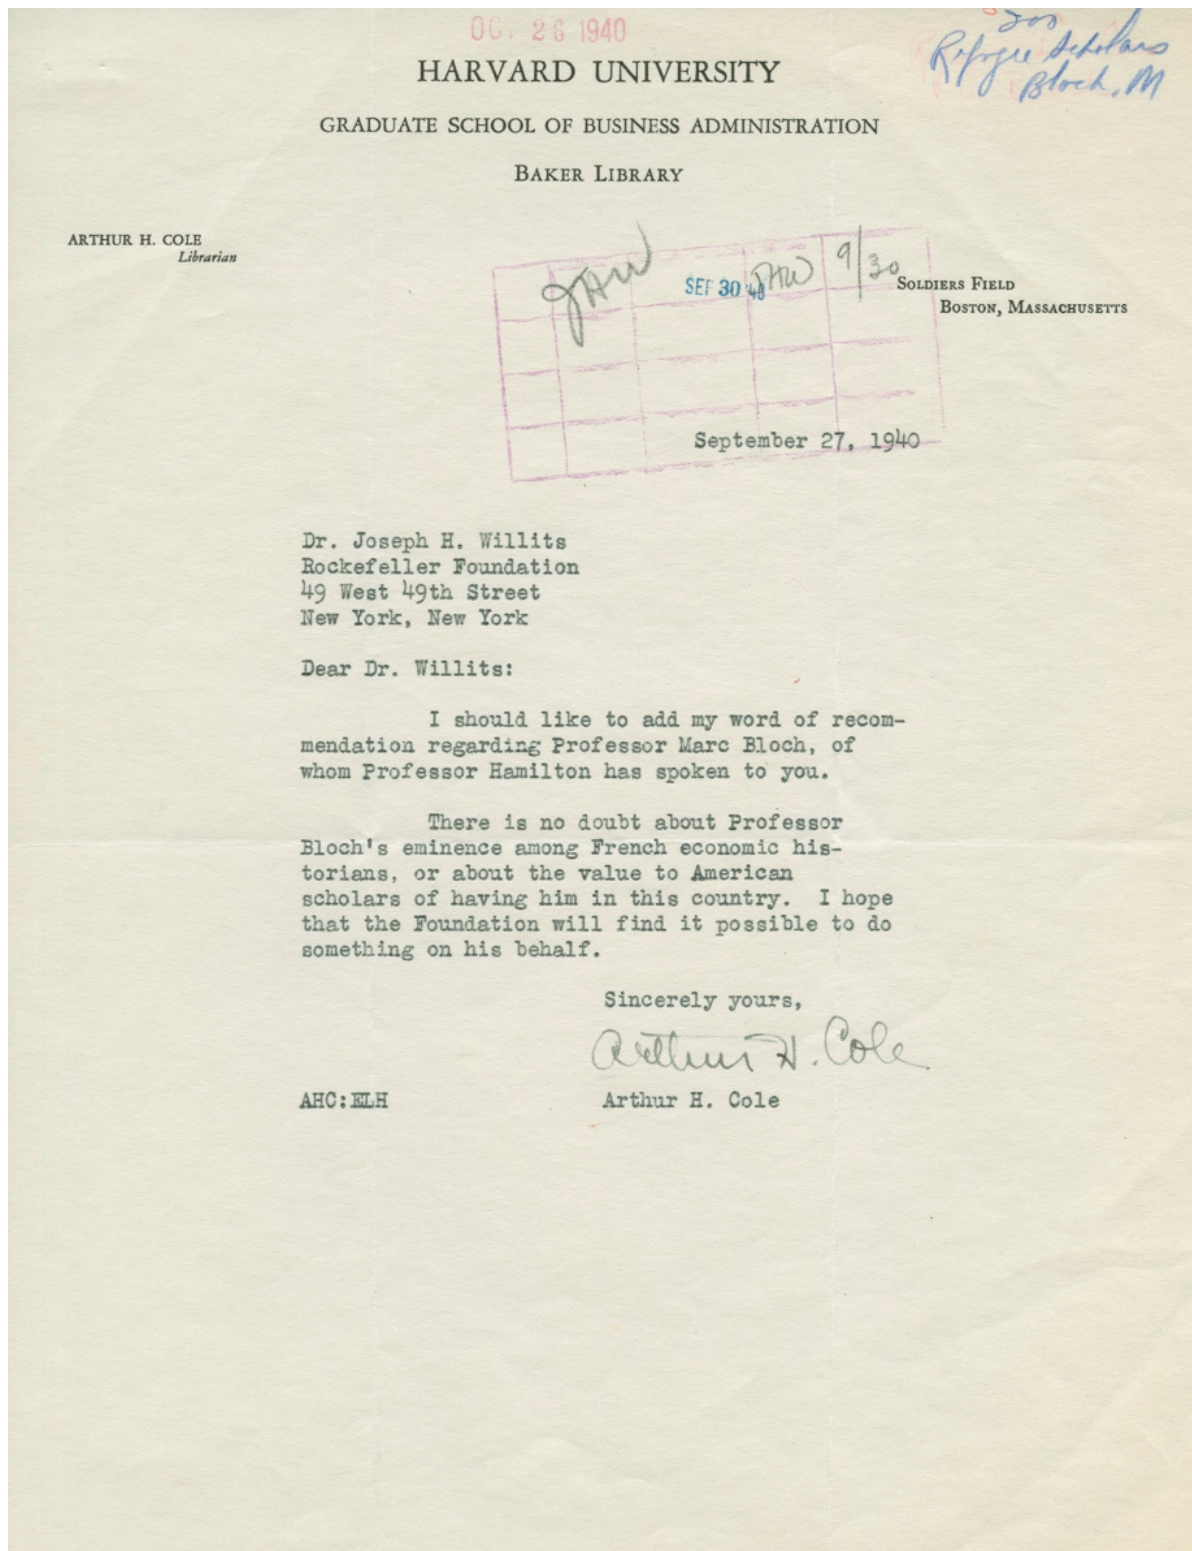 OCT 26 1940
200
Refugee Scholars
Bloch, M
HARVARD UNIVERSITY
GRADUATE SCHOOL OF BUSINESS ADMINISTRATION
BAKER LIBRARY
ARTHUR H. COLE
Librarian
JHW
SEP 30 40
JHW
9/30
SOLDIERS FIELD
BOSTON, MASSACHUSETTS
September 27, 1940
Dr. Joseph H. Willits
Rockefeller Foundation
49 West 49th Street
New York, New York
Dear Dr. Willits:
I should like to add my word of recom-
mendation regarding Professor Marc Bloch, of
whom Professor Hamilton has spoken to you.
There is no doubt about Professor
Bloch's eminence among French economic his-
torians, or about the value to American
scholars of having him in this country. I hope
that the Foundation will find it possible to do
something on his behalf.
Sincerely yours,
Arthur H. Cole
AHC:ELH
Arthur H. Cole